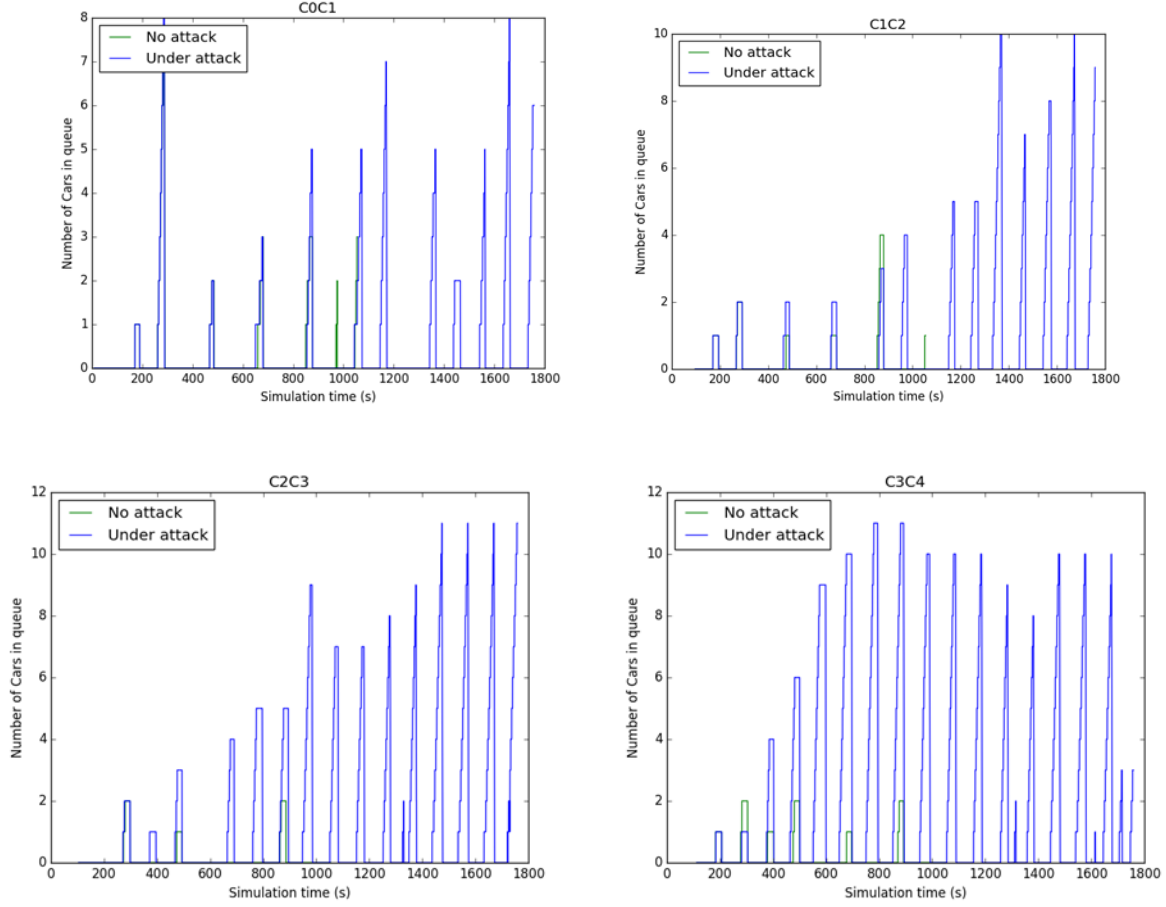 C0C1
No attack
Under attack
Number of Cars in queue
8
7
6
5
4
3
2
1
0
0 200 400 600 800 1000 1200 1400 1600 1800
Simulation time (s)
C1C2
No attack
Under attack
Number of Cars in queue
10
8
6
4
2
0
0 200 400 600 800 1000 1200 1400 1600 1800
Simulation time (s)
C2C3
No attack
Under attack
Number of Cars in queue
12
10
8
6
4
2
0
0 200 400 600 800 1000 1200 1400 1600 1800
Simulation time (s)
C3C4
No attack
Under attack
Number of Cars in queue
12
10
8
6
4
2
0
0 200 400 600 800 1000 1200 1400 1600 1800
Simulation time (s)